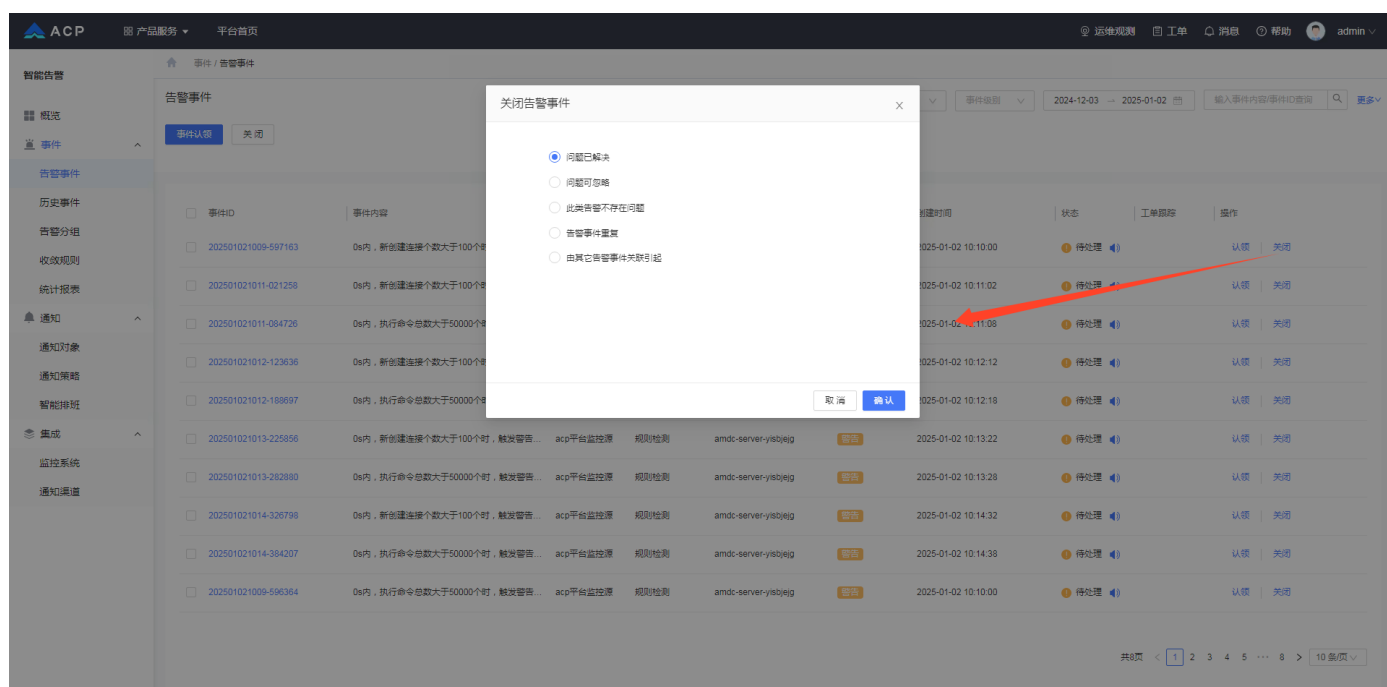 ACP 产品服务 平台首页 运维观测 工单 消息 帮助 admin
智能告警
概览
事件
告警事件
历史事件
告警分组
收敛规则
统计报表
通知
通知对象
通知策略
智能排班
集成
监控系统
通知渠道
事件 / 告警事件
告警事件 事件级别 2024-12-03 → 2025-01-02 输入事件内容/事件ID查询 更多
事件认领 关 闭
关闭告警事件 X
问题已解决
问题可忽略
此类告警不存在问题
告警事件重复
由其它告警事件关联引起
取 消 确 认
事件ID 事件内容 创建时间 状态 工单跟踪 操作
202501021009-597163 0s内，新创建连接个数大于100个时 2025-01-02 10:10:00 待处理 认领 关闭
202501021011-021258 0s内，新创建连接个数大于100个时 2025-01-02 10:11:02 待处理 认领 关闭
202501021011-084726 0s内，执行命令总数大于50000个时 2025-01-02 10:11:08 待处理 认领 关闭
202501021012-123636 0s内，新创建连接个数大于100个时 2025-01-02 10:12:12 待处理 认领 关闭
202501021012-188697 0s内，执行命令总数大于50000个时 2025-01-02 10:12:18 待处理 认领 关闭
202501021013-225856 0s内，新创建连接个数大于100个时，触发警告... acp平台监控源 规则检测 amdc-server-yisbjejg 警告 2025-01-02 10:13:22 待处理 认领 关闭
202501021013-282880 0s内，执行命令总数大于50000个时，触发警告... acp平台监控源 规则检测 amdc-server-yisbjejg 警告 2025-01-02 10:13:28 待处理 认领 关闭
202501021014-326798 0s内，新创建连接个数大于100个时，触发警告... acp平台监控源 规则检测 amdc-server-yisbjejg 警告 2025-01-02 10:14:32 待处理 认领 关闭
202501021014-384207 0s内，执行命令总数大于50000个时，触发警告... acp平台监控源 规则检测 amdc-server-yisbjejg 警告 2025-01-02 10:14:38 待处理 认领 关闭
202501021009-596364 0s内，执行命令总数大于50000个时，触发警告... acp平台监控源 规则检测 amdc-server-yisbjejg 警告 2025-01-02 10:10:00 待处理 认领 关闭
共8页 < 1 2 3 4 5 ··· 8 > 10 条/页